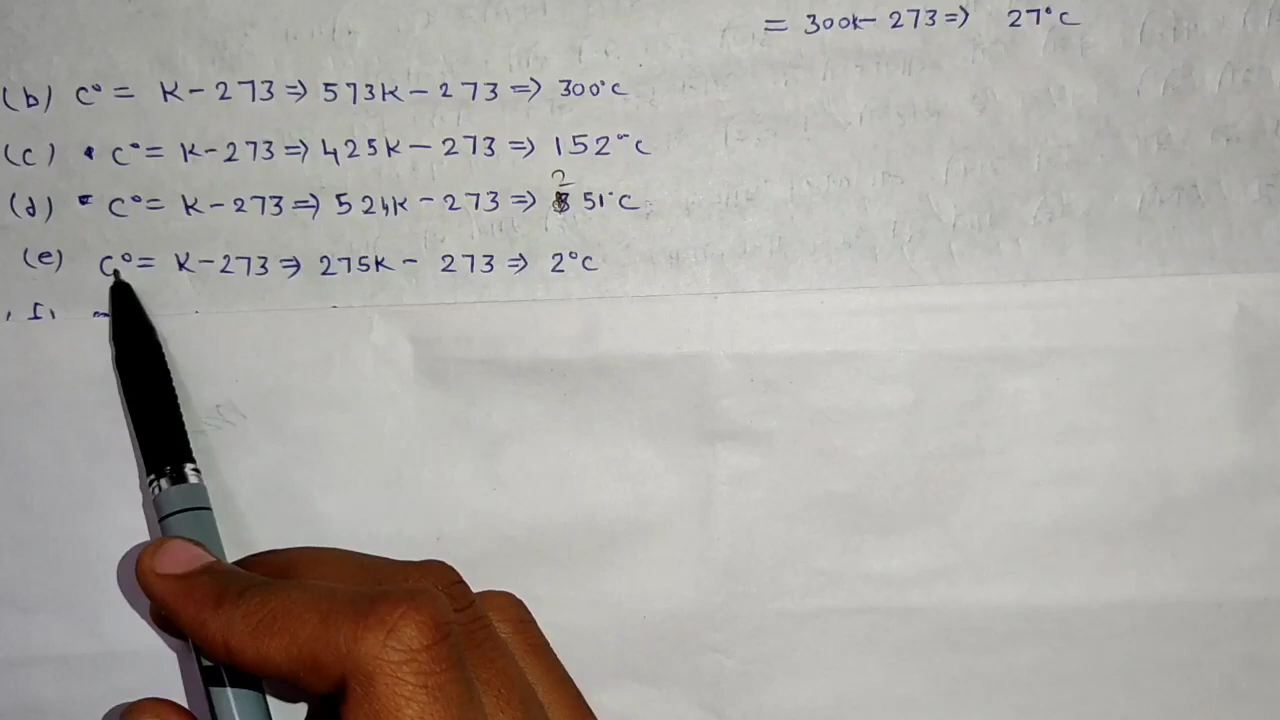 = 300K- 273 => 27°C
(b) C° = K-273 => 573K-273 => 300°C
(c) C° = K-273 => 425K-273 => 152°C
(d) - C° = K-273 => 524K-273 => 251°C
(e) C° = K-273 => 275K- 273 => 2°C